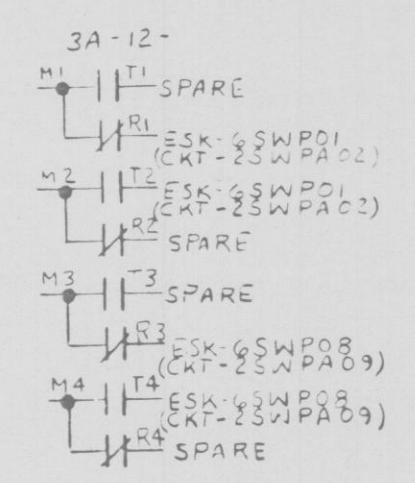 3A-12-
M1 T1 SPARE
R1 ESK-6SWP01
(CKT-2SWPA02)
M2 T2 ESK-6SWP01
(CKT-2SWPA02)
R2 SPARE
M3 T3 SPARE
R3 ESK-6SWP08
(CKT-2SWPA09)
M4 T4 ESK-6SWP08
(CKT-2SWPA09)
R4 SPARE